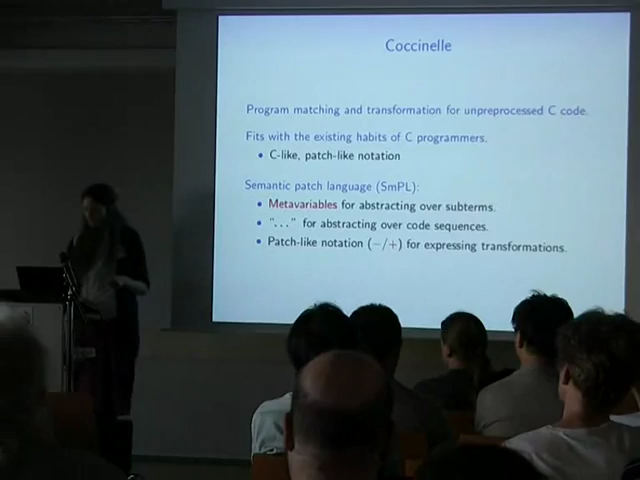 Coccinelle
Program matching and transformation for unpreprocessed C code.
Fits with the existing habits of C programmers.
• C-like, patch-like notation
Semantic patch language (SmPL):
• Metavariables for abstracting over subterms.
• "..." for abstracting over code sequences.
• Patch-like notation (−/+) for expressing transformations.